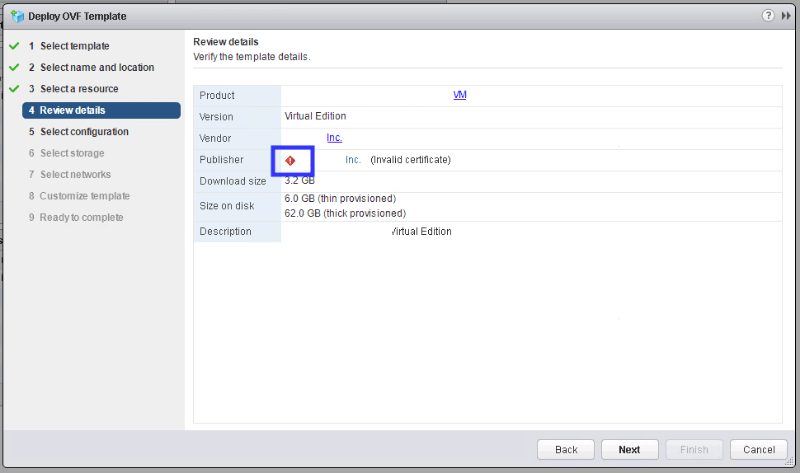 Deploy OVF Template
?
1 Select template
2 Select name and location
3 Select a resource
4 Review details
5 Select configuration
6 Select storage
7 Select networks
8 Customize template
9 Ready to complete
Review details
Verify the template details.
Product VM
Version Virtual Edition
Vendor Inc.
Publisher Inc. (Invalid certificate)
Download size 3.2 GB
Size on disk 6.0 GB (thin provisioned)
62.0 GB (thick provisioned)
Description Virtual Edition
Back Next Finish Cancel